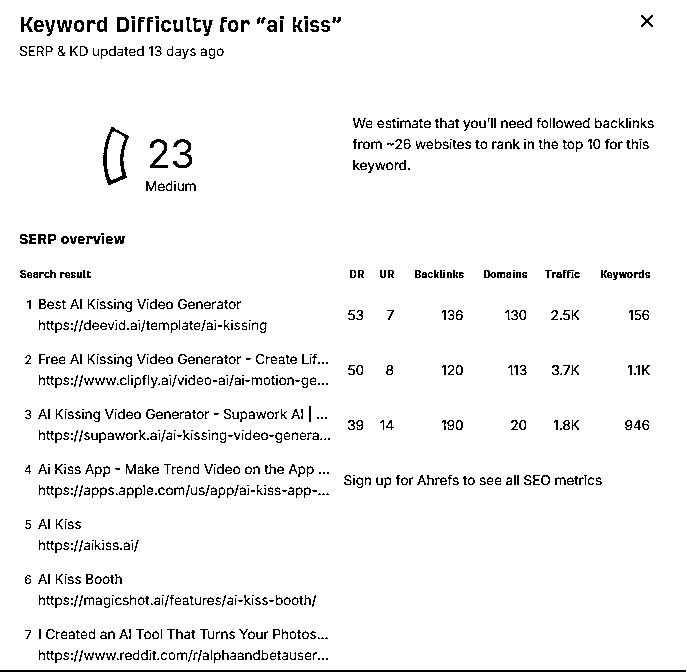 Keyword Difficulty for “ai kiss”
SERP & KD updated 13 days ago
23
Medium
We estimate that you'll need followed backlinks
from ~26 websites to rank in the top 10 for this
keyword.
SERP overview
Search result DR UR Backlinks Domains Traffic Keywords
1 Best AI Kissing Video Generator
https://deevid.ai/template/ai-kissing
53 7 136 130 2.5K 156
2 Free AI Kissing Video Generator - Create Lif...
https://www.clipfly.ai/video-ai/ai-motion-ge...
50 8 120 113 3.7K 1.1K
3 AI Kissing Video Generator - Supawork AI | ...
https://supawork.ai/ai-kissing-video-genera...
39 14 190 20 1.8K 946
4 Ai Kiss App - Make Trend Video on the App ...
https://apps.apple.com/us/app/ai-kiss-app-...
Sign up for Ahrefs to see all SEO metrics
5 AI Kiss
https://aikiss.ai/
6 AI Kiss Booth
https://magicshot.ai/features/ai-kiss-booth/
7 I Created an AI Tool That Turns Your Photos...
https://www.reddit.com/r/alphaandbetauser...